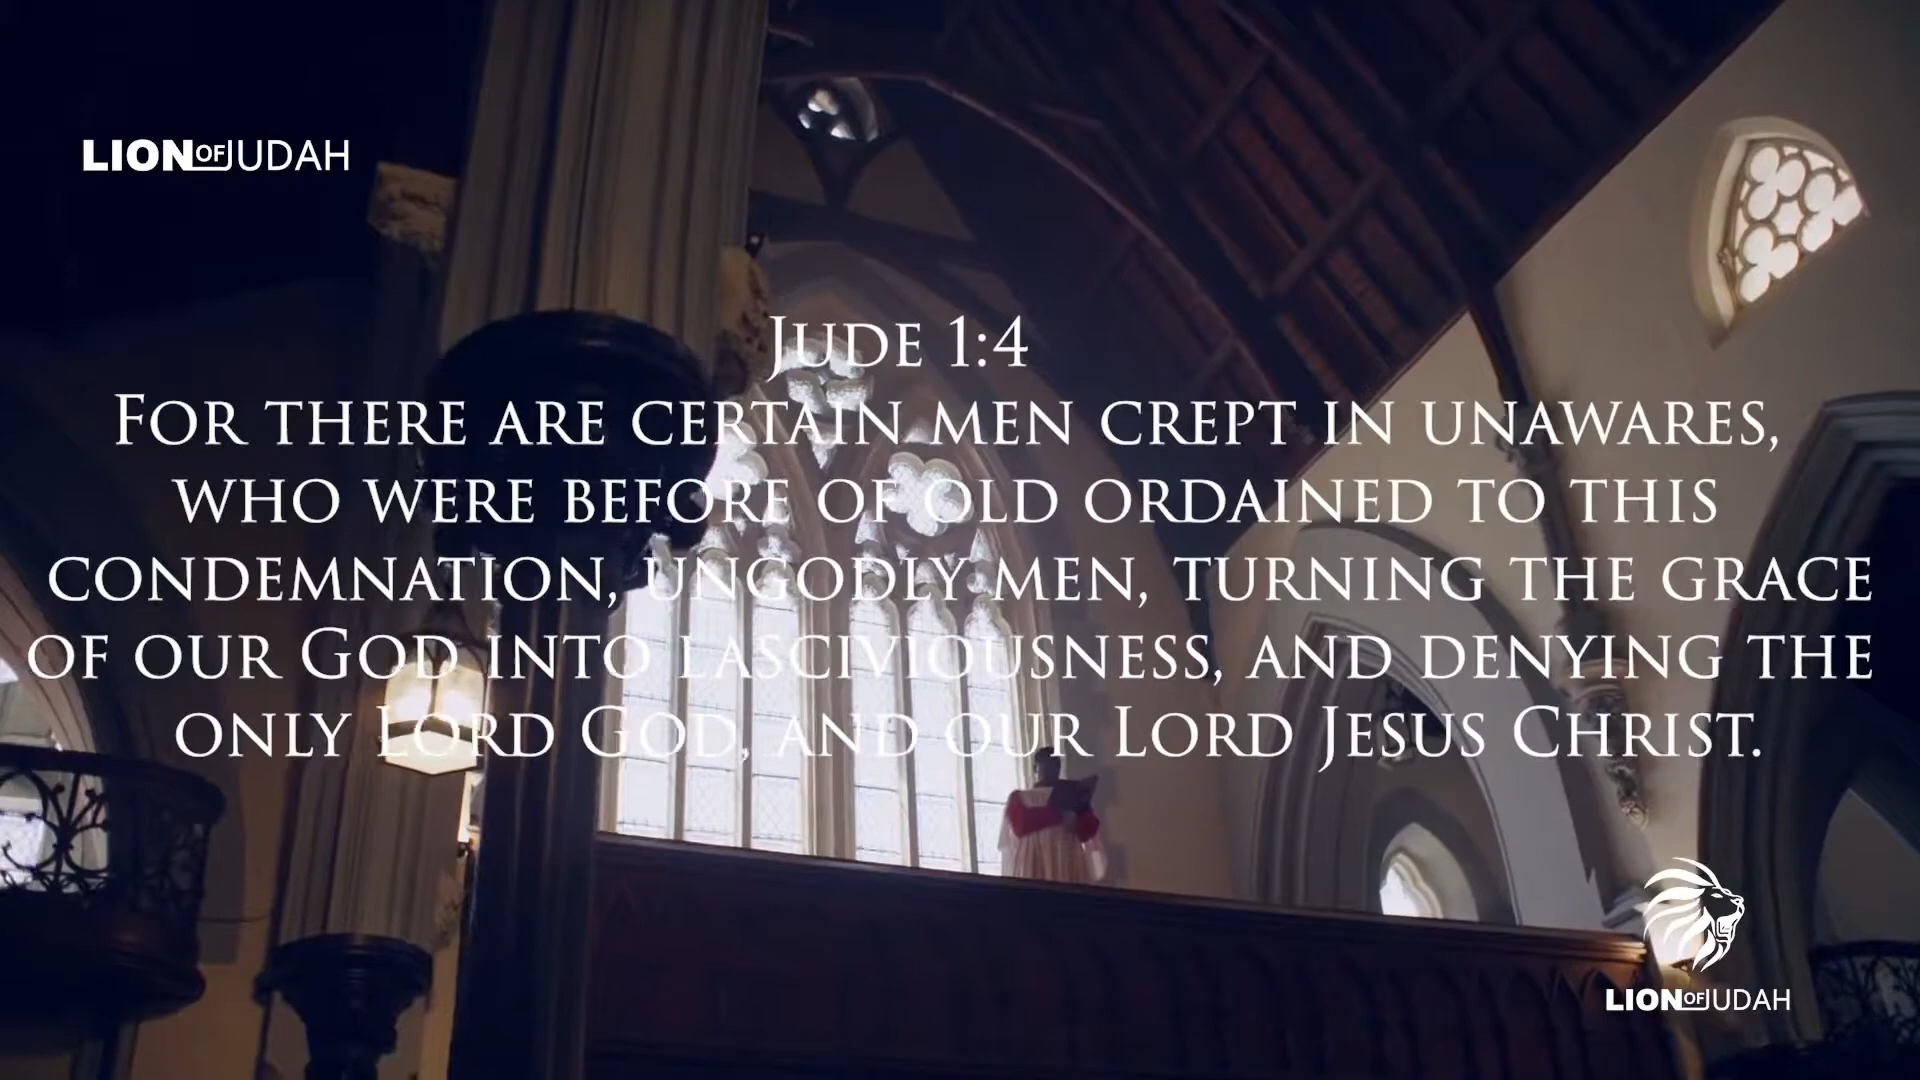 LION OF JUDAH
Jude 1:4
For there are certain men crept in unawares,
who were before of old ordained to this
condemnation, ungodly men, turning the grace
of our God into lasciviousness, and denying the
only Lord God, and our Lord Jesus Christ.
LION OF JUDAH